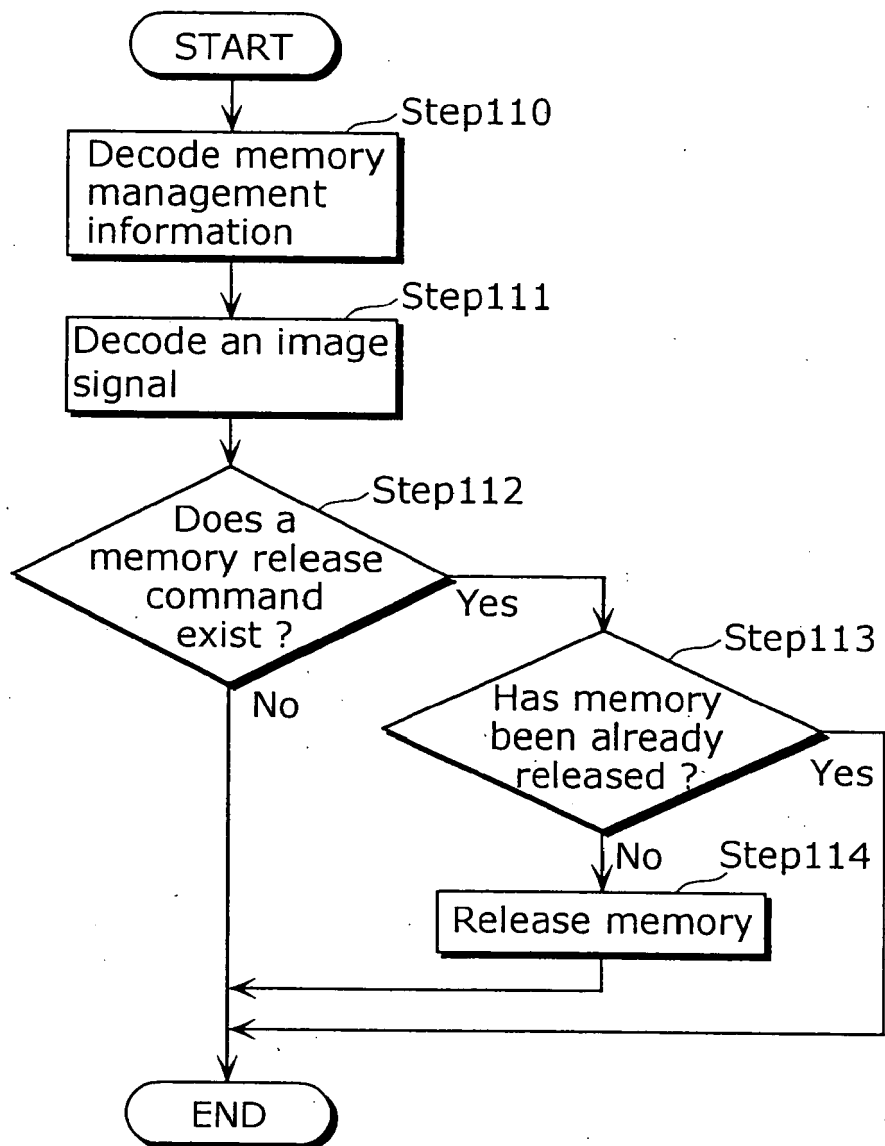 START
Step110
Decode memory
management
information
Step111
Decode an image
signal
Step112
Does a
memory release
command
exist ?
Yes
No
Step113
Has memory
been already
released ?
Yes
No
Step114
Release memory
END